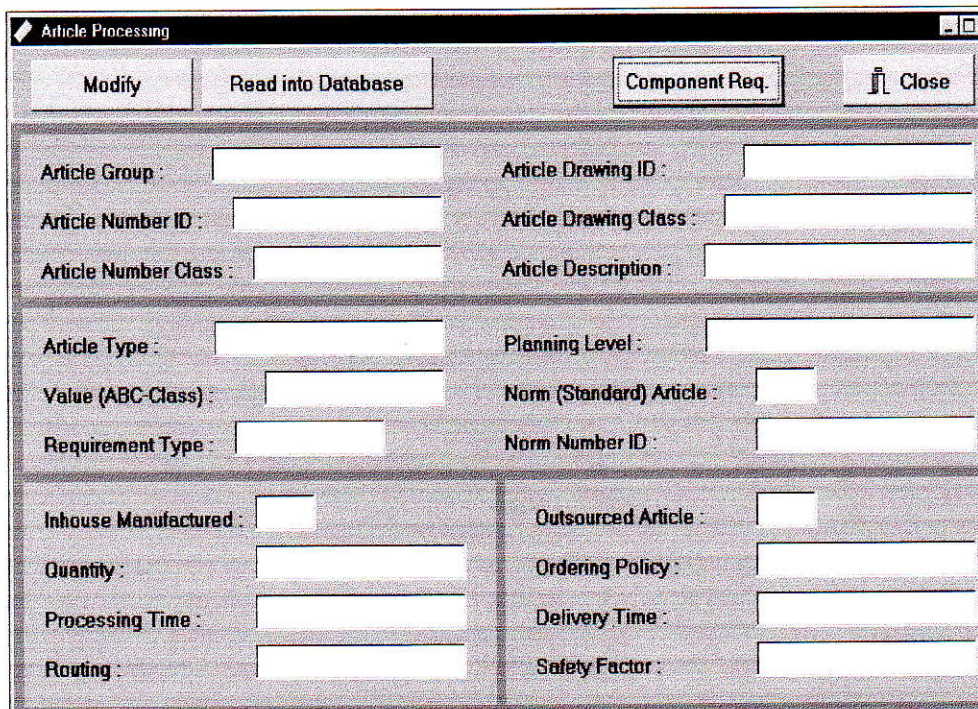 Article Processing
Modify Read into Database Component Req. Close
Article Group : Article Drawing ID :
Article Number ID : Article Drawing Class :
Article Number Class : Article Description :
Article Type : Planning Level :
Value (ABC-Class) : Norm (Standard) Article :
Requirement Type : Norm Number ID :
Inhouse Manufactured : Outsourced Article :
Quantity : Ordering Policy :
Processing Time : Delivery Time :
Routing : Safety Factor :